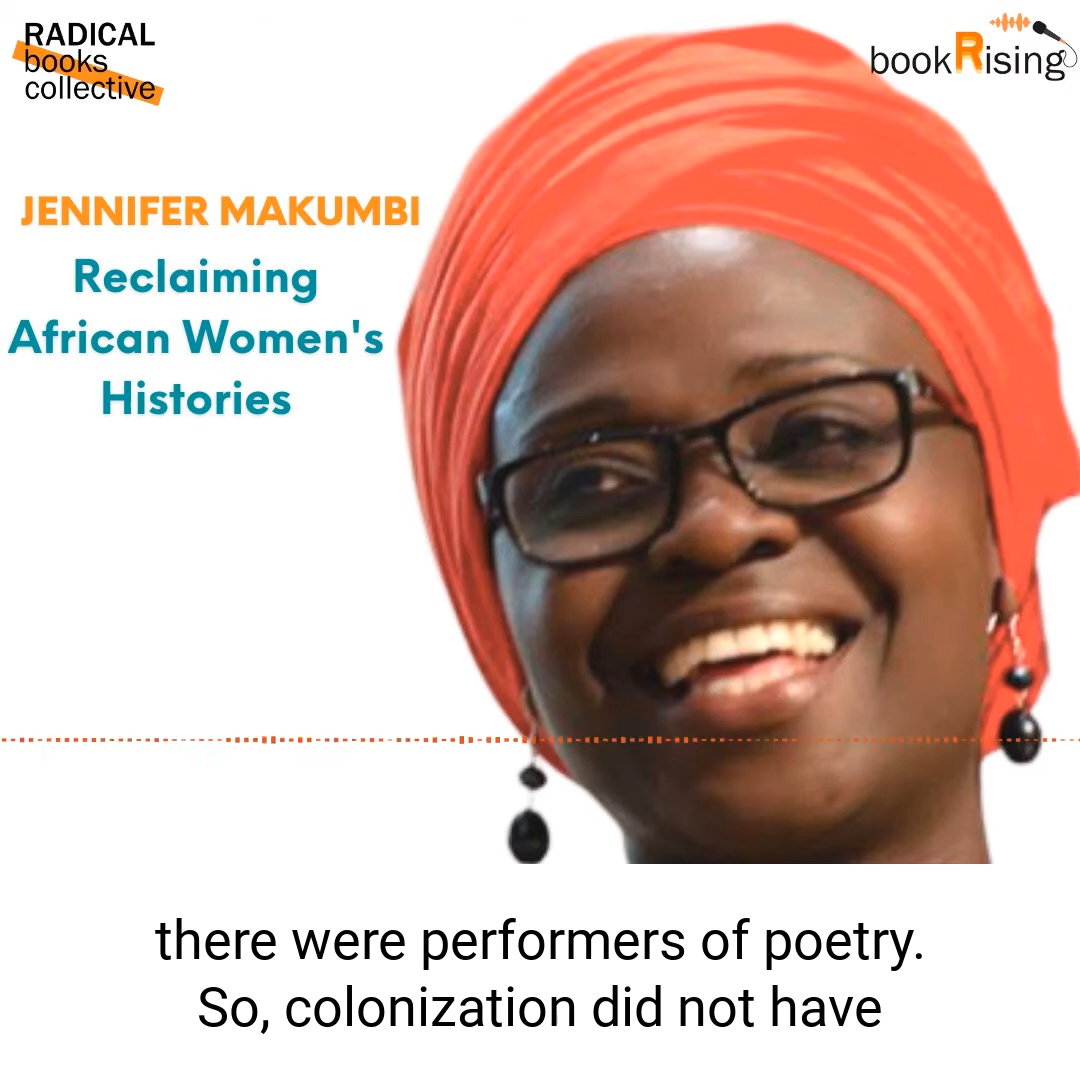 RADICAL
books
collective
bookRising
JENNIFER MAKUMBI
Reclaiming
African Women's
Histories
there were performers of poetry.
So, colonization did not have